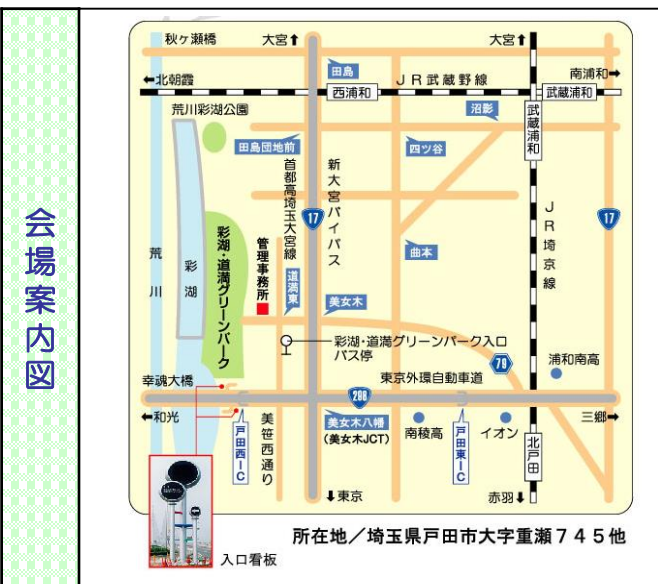 会場案内図
秋ヶ瀬橋
大宮↑
大宮↑
田島
JR武蔵野線
南浦和→
←北朝霞
西浦和
武蔵浦和
荒川彩湖公園
沼影
武蔵浦和
田島団地前
四ツ谷
首都高埼玉大宮線
新大宮バイパス
17
JR埼京線
17
荒川
彩湖
彩湖・道満グリーンパーク
管理事務所
道満東
曲本
美女木
彩湖・道満グリーンパーク入口
バス停
79
浦和南高
幸魂大橋
東京外環自動車道
298
←和光
戸田西IC
美笹西通り
美女木八幡
(美女木JCT)
南稜高
戸田東IC
イオン
北戸田
三郷→
↓東京
赤羽↓
所在地/埼玉県戸田市大字重瀬745他
入口看板